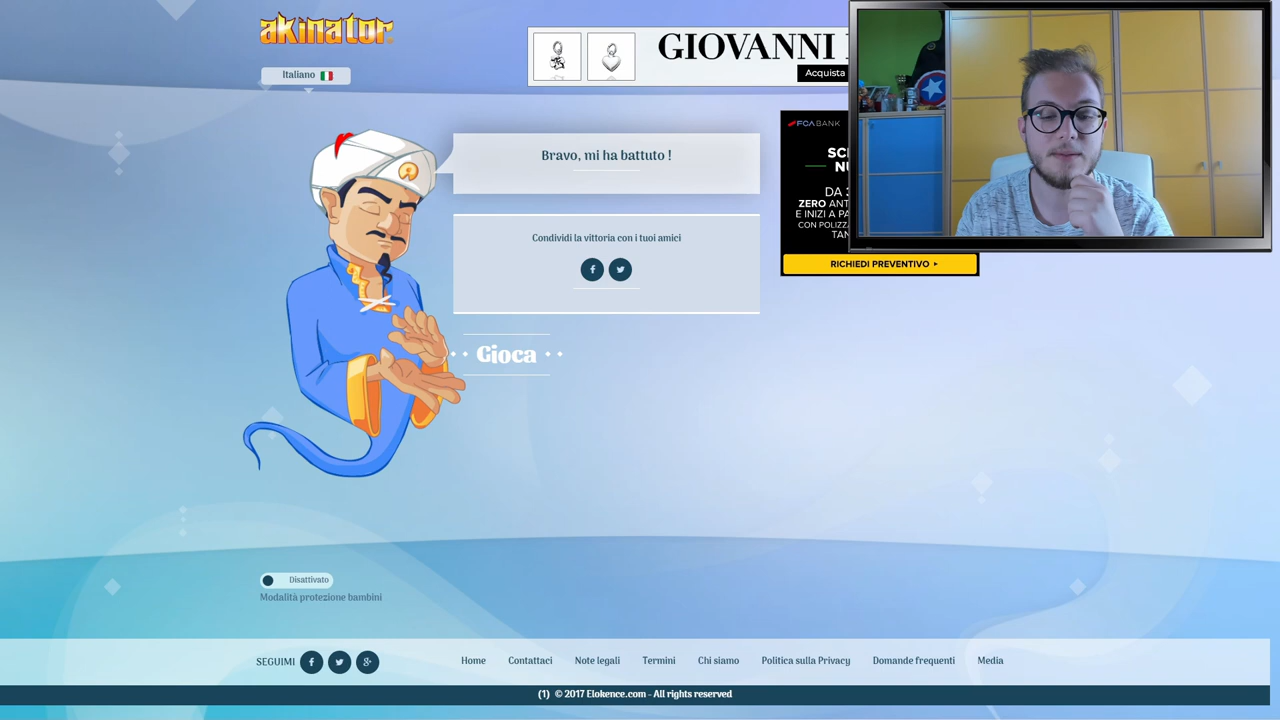 akinator
Italiano
GIOVANNI
Acquista
FCA BANK
ZERO
E INIZI A
CON POLIZZ
RICHIEDI PREVENTIVO
Bravo, mi ha battuto !
Condividi la vittoria con i tuoi amici
Gioca
Disattivato
Modalità protezione bambini
SEGUIMI
Home Contattaci Note legali Termini Chi siamo Politica sulla Privacy Domande frequenti Media
(1) © 2017 Elokence.com - All rights reserved